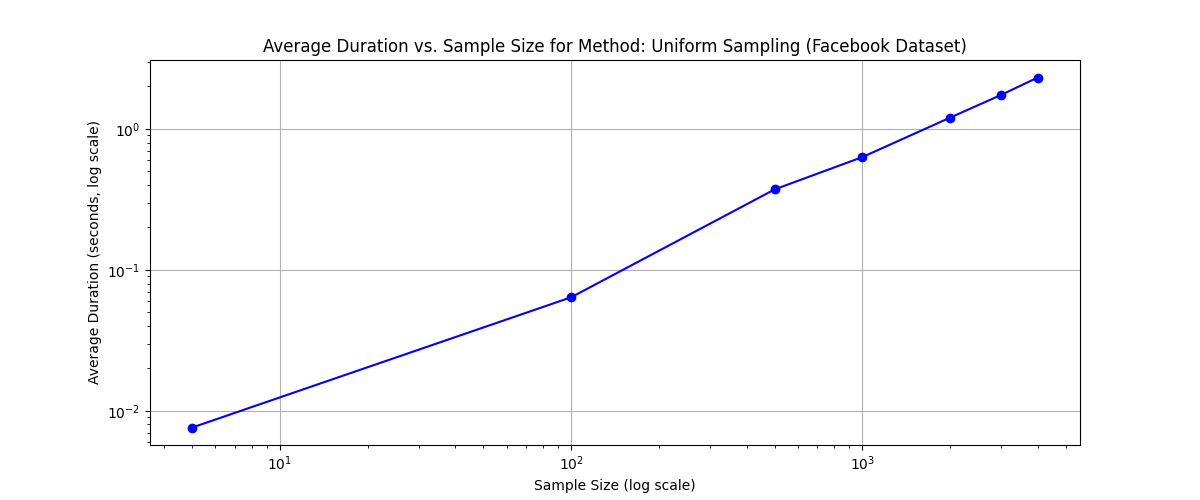 Average Duration vs. Sample Size for Method: Uniform Sampling (Facebook Dataset)
Average Duration (seconds, log scale)
10⁰
10⁻¹
10⁻²
10¹ 10² 10³
Sample Size (log scale)